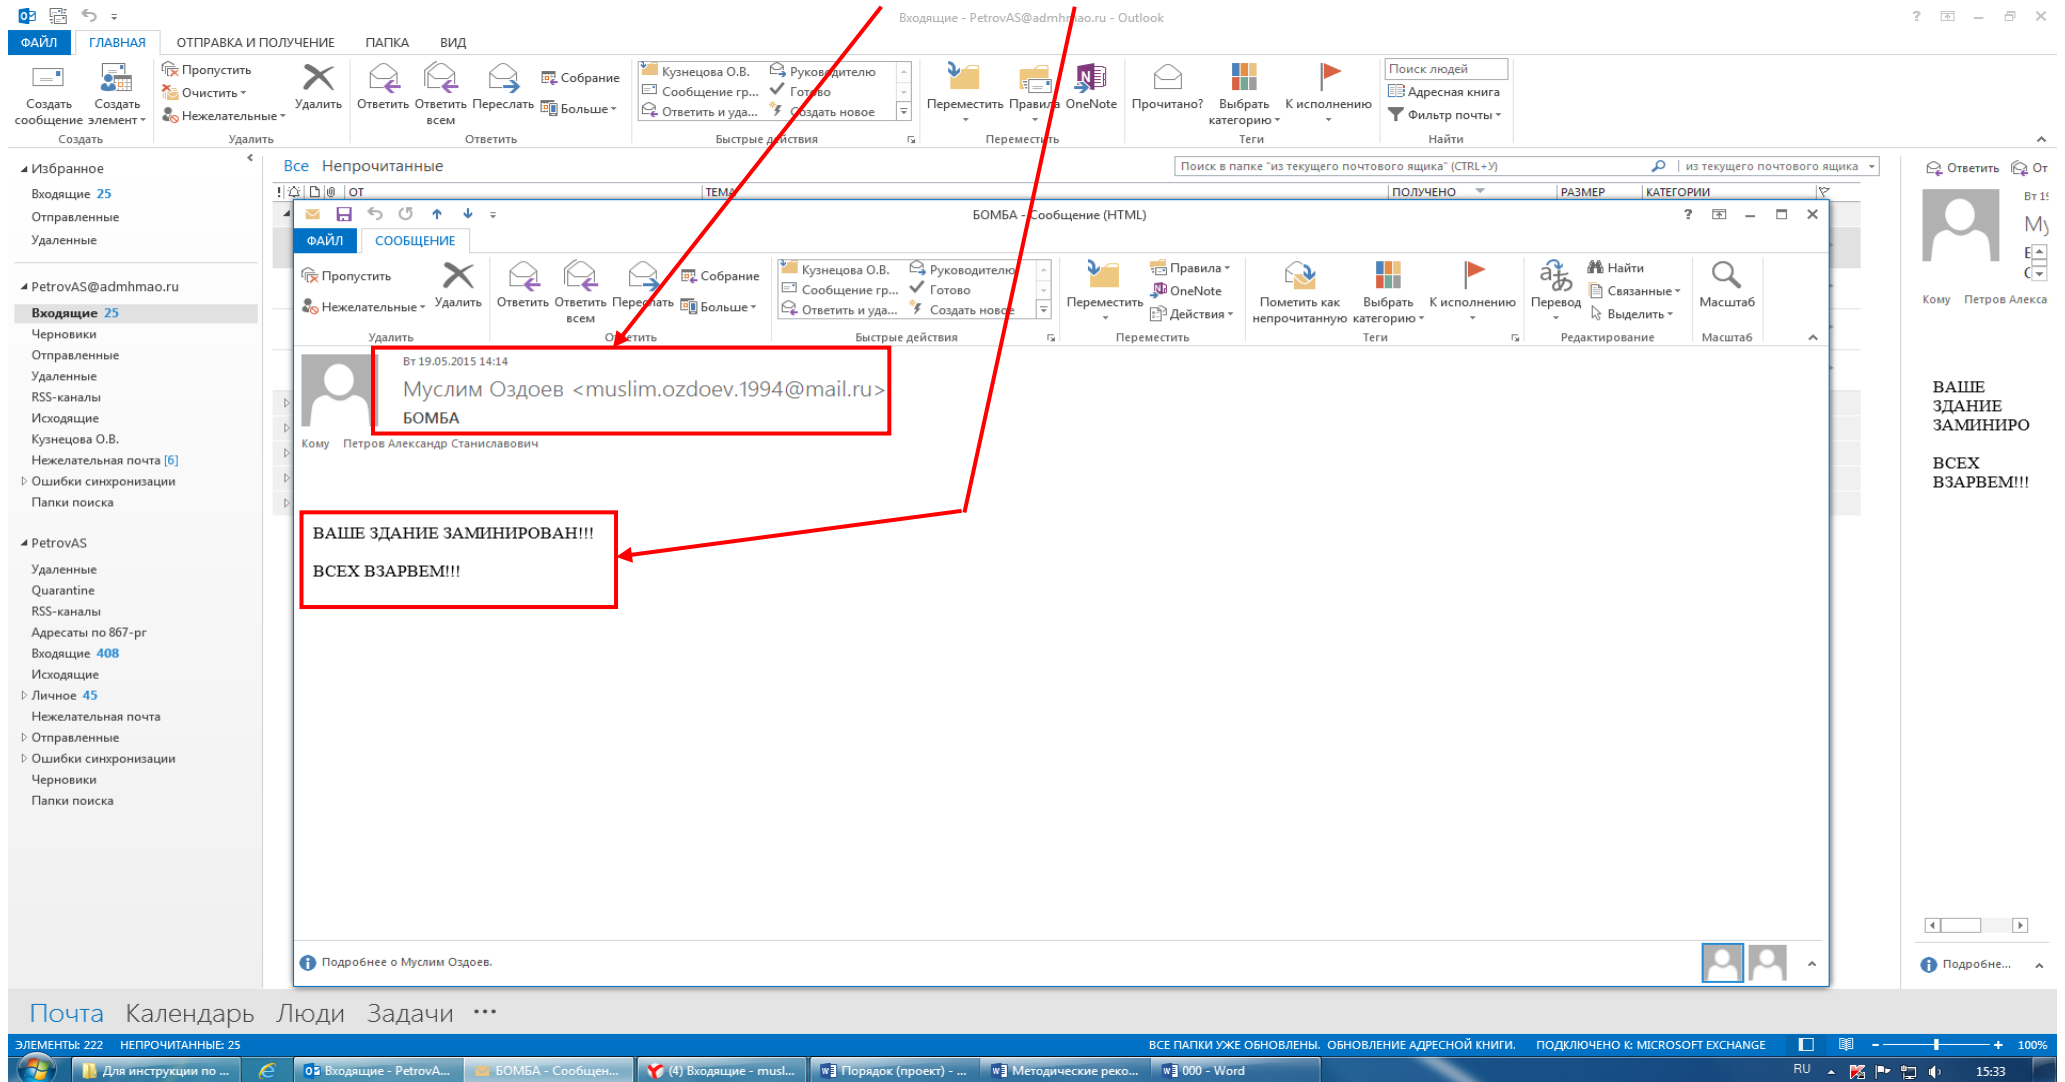 Входящие - PetrovAS@admhmao.ru - Outlook
ФАЙЛ ГЛАВНАЯ ОТПРАВКА И ПОЛУЧЕНИЕ ПАПКА ВИД
Создать сообщение
Создать элемент
Создать
Пропустить
Очистить
Нежелательные
Удалить
Удалить
Ответить
Ответить всем
Переслать
Собрание
Больше
Ответить
Кузнецова О.В.
Сообщение гр...
Ответить и уда...
Руководителю
Готово
Создать новое
Быстрые действия
Переместить
Правила
OneNote
Переместить
Прочитано?
Выбрать категорию
К исполнению
Теги
Поиск людей
Адресная книга
Фильтр почты
Найти
Избранное
Входящие 25
Отправленные
Удаленные
PetrovAS@admhmao.ru
Входящие 25
Черновики
Отправленные
Удаленные
RSS-каналы
Исходящие
Кузнецова О.В.
Нежелательная почта [6]
Ошибки синхронизации
Папки поиска
PetrovAS
Удаленные
Quarantine
RSS-каналы
Адресаты по 867-рг
Входящие 408
Исходящие
Личное 45
Нежелательная почта
Отправленные
Ошибки синхронизации
Черновики
Папки поиска
Все Непрочитанные
Поиск в папке "из текущего почтового ящика" (CTRL+У)
из текущего почтового ящика
ОТ ТЕМА ПОЛУЧЕНО РАЗМЕР КАТЕГОРИИ
БОМБА - Сообщение (HTML)
ФАЙЛ СООБЩЕНИЕ
Пропустить
Нежелательные
Удалить
Удалить
Ответить
Ответить всем
Переслать
Собрание
Больше
Ответить
Кузнецова О.В.
Сообщение гр...
Ответить и уда...
Руководителю
Готово
Создать новое
Быстрые действия
Переместить
Правила
OneNote
Действия
Переместить
Пометить как непрочитанную
Выбрать категорию
К исполнению
Теги
Перевод
Найти
Связанные
Выделить
Редактирование
Масштаб
Масштаб
Вт 19.05.2015 14:14
Муслим Оздоев <muslim.ozdoev.1994@mail.ru>
БОМБА
Кому Петров Александр Станиславович
ВАШЕ ЗДАНИЕ ЗАМИНИРОВАН!!!
ВСЕХ ВЗАРВЕМ!!!
Подробнее о Муслим Оздоев.
Ответить От
Вт 19
Му
Кому Петров Алекса
ВАШЕ
ЗДАНИЕ
ЗАМИНИРО
ВСЕХ
ВЗАРВЕМ!!!
Подробне...
Почта Календарь Люди Задачи ···
ЭЛЕМЕНТЫ: 222 НЕПРОЧИТАННЫЕ: 25
ВСЕ ПАПКИ УЖЕ ОБНОВЛЕНЫ. ОБНОВЛЕНИЕ АДРЕСНОЙ КНИГИ. ПОДКЛЮЧЕНО К: MICROSOFT EXCHANGE 100%
Для инструкции по ...
Входящие - PetrovA...
БОМБА - Сообщен...
(4) Входящие - musl...
Порядок (проект) - ...
Методические реко...
000 - Word
RU
15:33